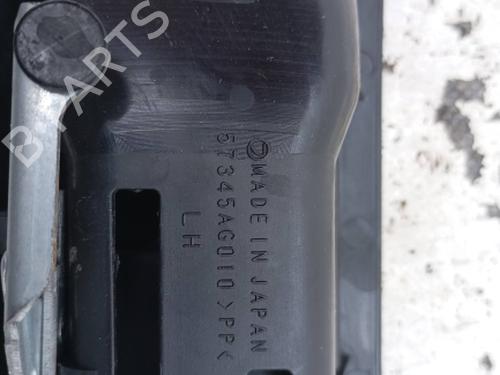 MADE IN JAPAN
57345AG010 >PP<
LH
B PARTS